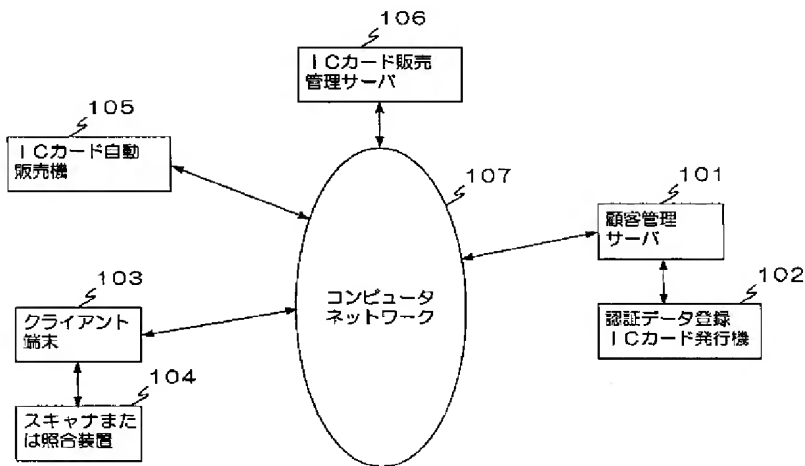 106
ICカード販売
管理サーバ
105
ICカード自動
販売機
107
101
顧客管理
サーバ
103
クライアント
端末
コンピュータ
ネットワーク
102
認証データ登録
ICカード発行機
104
スキャナまた
は照合装置